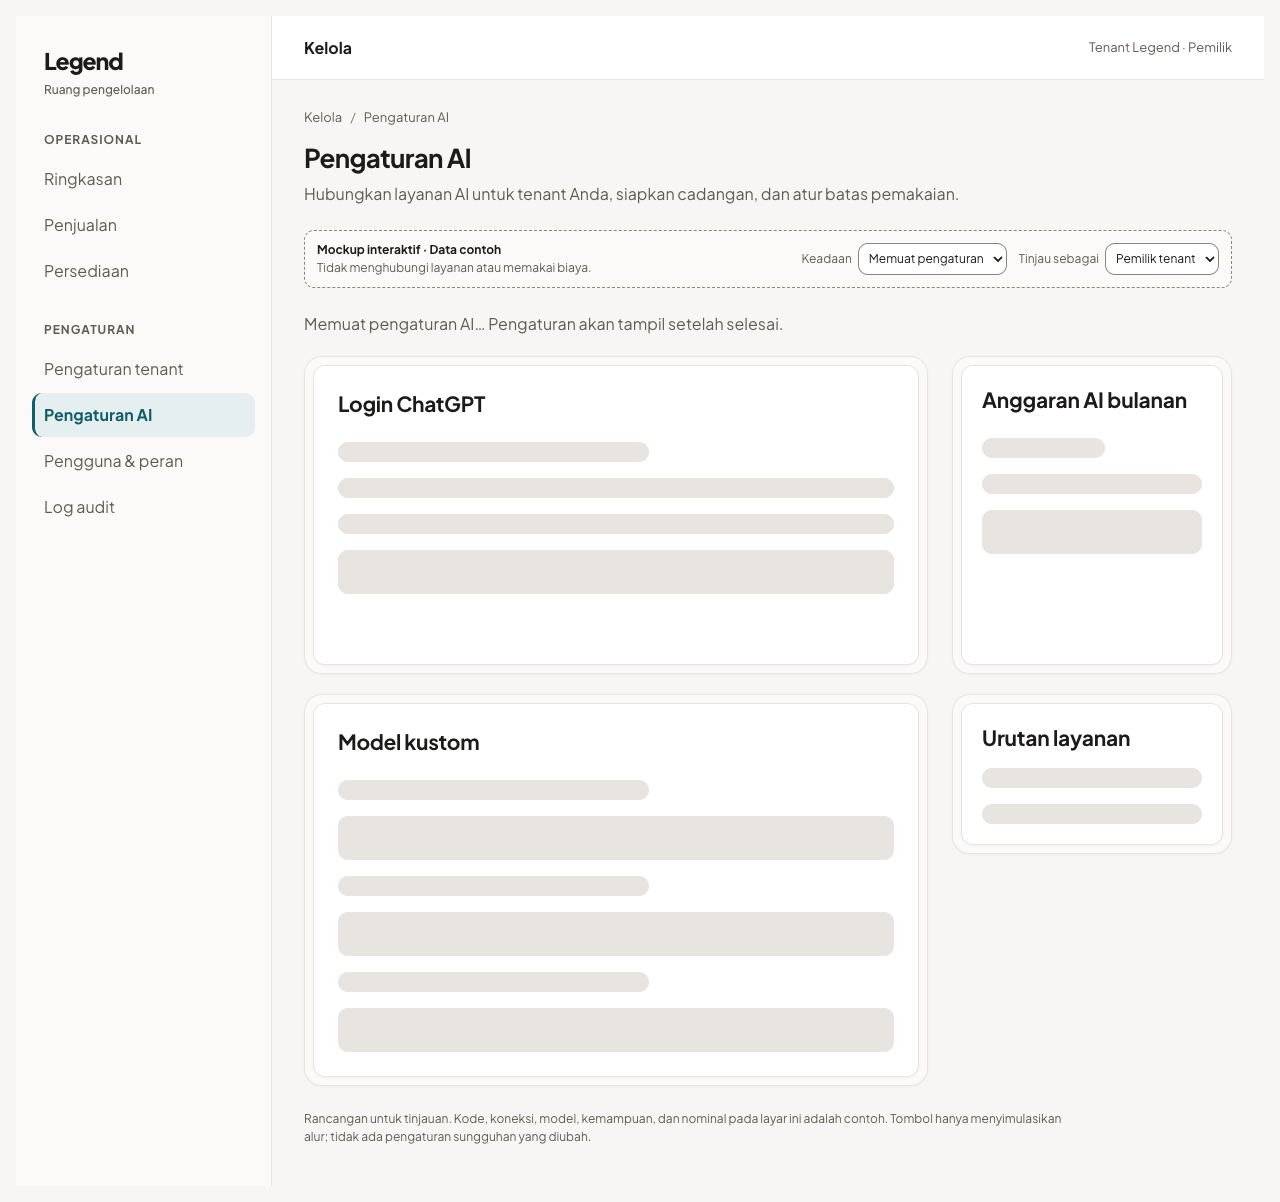 Legend
Ruang pengelolaan
OPERASIONAL
Ringkasan
Penjualan
Persediaan
PENGATURAN
Pengaturan tenant
Pengaturan AI
Pengguna & peran
Log audit
Kelola
Tenant Legend · Pemilik
Kelola / Pengaturan AI
Pengaturan AI
Hubungkan layanan AI untuk tenant Anda, siapkan cadangan, dan atur batas pemakaian.
Mockup interaktif · Data contoh
Tidak menghubungi layanan atau memakai biaya.
Keadaan
Memuat pengaturan
Tinjau sebagai
Pemilik tenant
Memuat pengaturan AI… Pengaturan akan tampil setelah selesai.
Login ChatGPT
Anggaran AI bulanan
Model kustom
Urutan layanan
Rancangan untuk tinjauan. Kode, koneksi, model, kemampuan, dan nominal pada layar ini adalah contoh. Tombol hanya menyimulasikan
alur; tidak ada pengaturan sungguhan yang diubah.